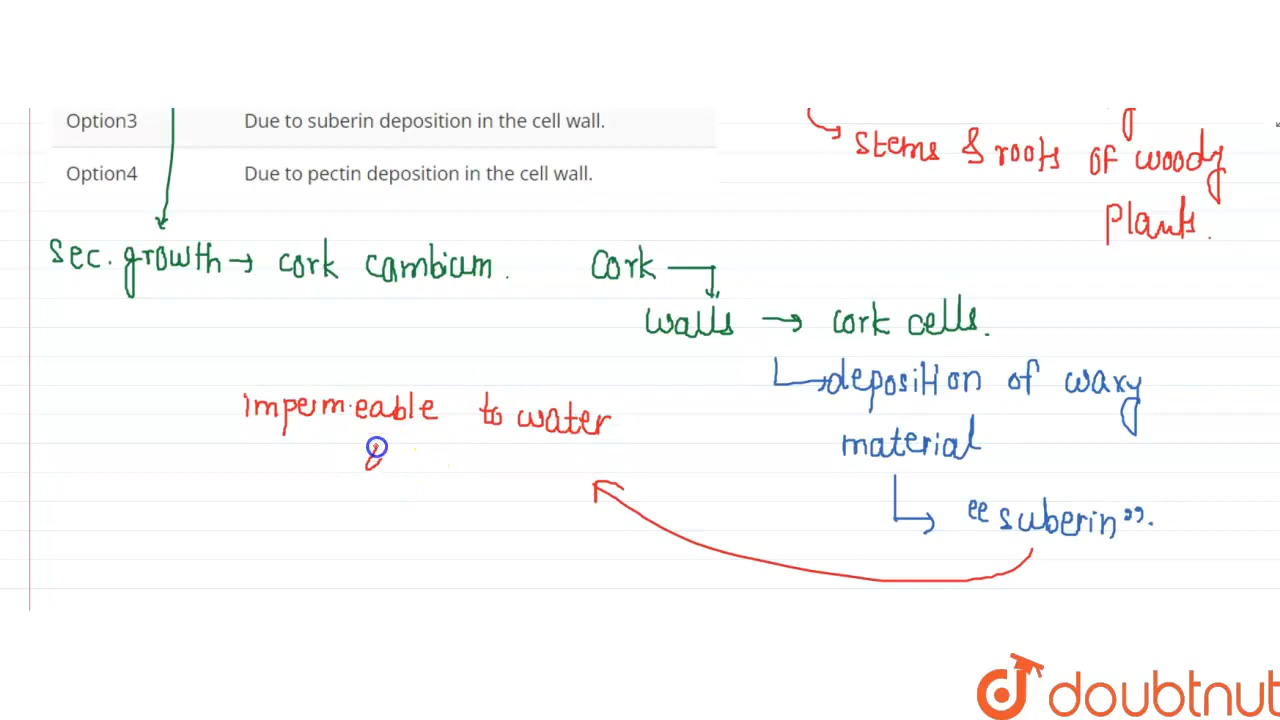 Option3 Due to suberin deposition in the cell wall.
Option4 Due to pectin deposition in the cell wall.
stems & roots of woody
plants.
sec. growth → cork cambium.
cork
walls → cork cells.
deposition of waxy
material
"suberin".
impermeable to water
doubtnut